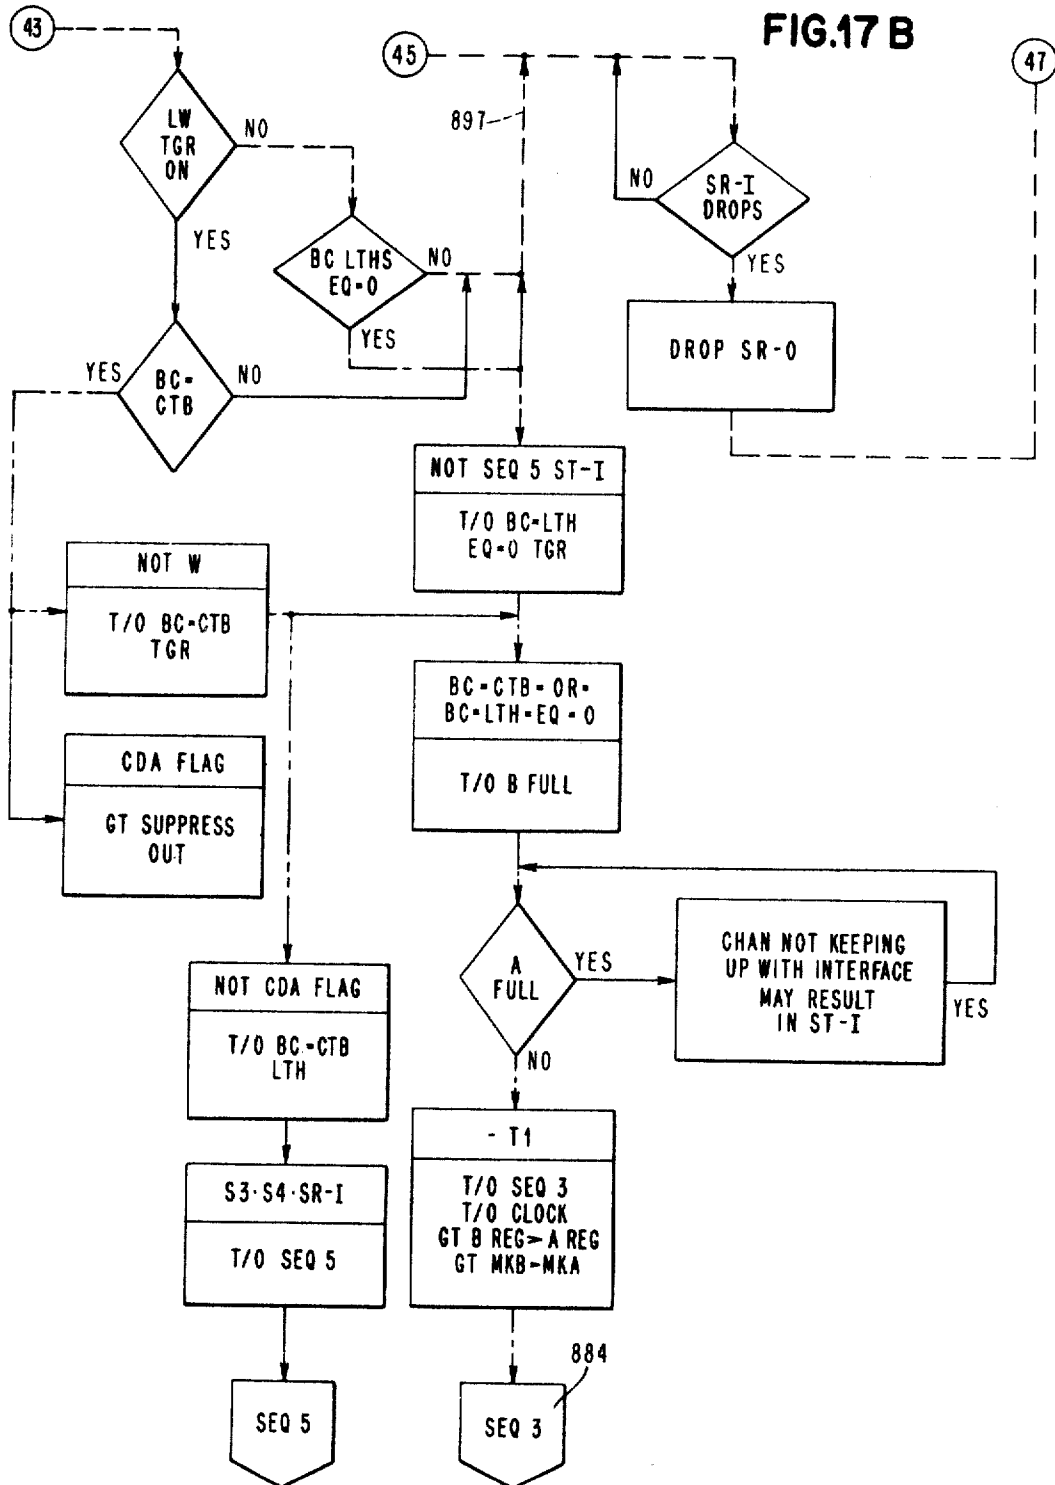 FIG.17 B
43
45
47
LW
TGR
ON
NO
YES
897
BC LTHS
EQ=0
NO
YES
SR-I
DROPS
NO
YES
DROP SR-O
BC=
CTB
YES
NO
NOT SEQ 5 ST-I
T/O BC=LTH
EQ=0 TGR
NOT W
T/O BC=CTB
TGR
BC=CTB=OR=
BC=LTH=EQ=0
T/O B FULL
CDA FLAG
GT SUPPRESS
OUT
A
FULL
YES
NO
CHAN NOT KEEPING
UP WITH INTERFACE
MAY RESULT
IN ST-I
YES
NOT CDA FLAG
T/O BC=CTB
LTH
- T1
T/O SEQ 3
T/O CLOCK
GT B REG>A REG
GT MKB-MKA
S3·S4·SR-I
T/O SEQ 5
884
SEQ 5
SEQ 3